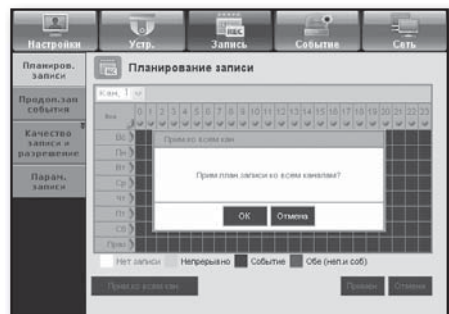 Настройки Устр. Запись Событие Сеть
REC
Планиров. записи
Продол.зап события
Качество записи и разрешение
Парам. записи
Планирование записи
Кан. 1
Все 0 1 2 3 4 5 6 7 8 9 10 11 12 13 14 15 16 17 18 19 20 21 22 23
Вс
Пн
Вт
Ср
Чт
Пт
Сб
Праз
Прим.ко всем кан
Прим.план записи ко всем каналам?
OK Отмена
Нет записи Непрерывно Событие Обе (неп.и соб)
Прим.ко всем кан Примен Отмена